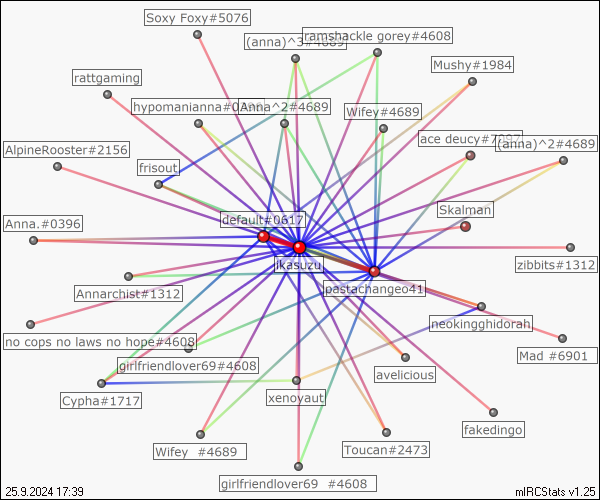 Soxy Foxy#5076
ramshackle gorey#4608
(anna)^3#4689
Mushy#1984
rattgaming
hypomanianna#0
Anna^2#4689
Wifey#4689
ace deucy#7
(anna)^2#4689
AlpineRooster#2156
frisout
Skalman
default#0617
Anna.#0396
ikasuzu
zibbits#1312
pastachangeo41
Annarchist#1312
neokingghidorah
no cops no laws no hope#4608
Mad #6901
girlfriendlover69#4608
avelicious
Cypha#1717
xenoyaut
fakedingo
Wifey #4689
Toucan#2473
girlfriendlover69 #4608
25.9.2024 17:39
mIRCStats v1.25